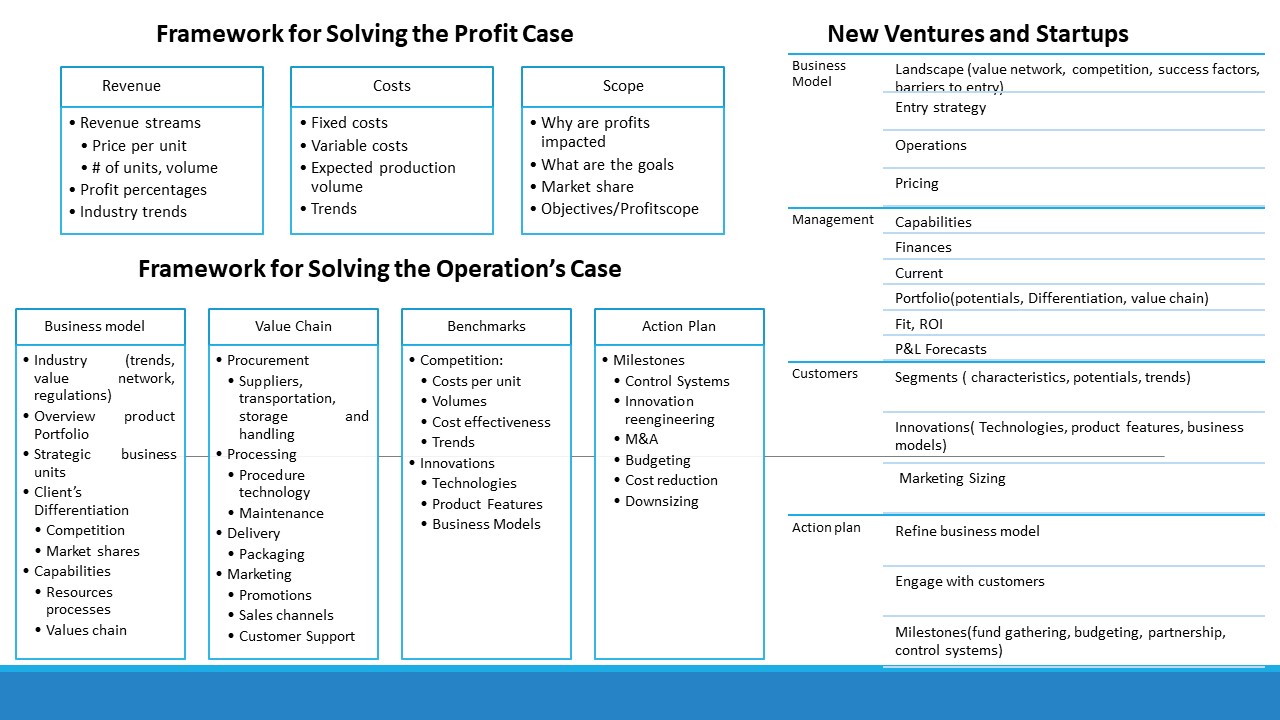 Framework for Solving the Profit Case
Revenue
• Revenue streams
• Price per unit
• # of units, volume
• Profit percentages
• Industry trends
Costs
• Fixed costs
• Variable costs
• Expected production
volume
• Trends
Scope
• Why are profits
impacted
• What are the goals
• Market share
• Objectives/Profitscope
Framework for Solving the Operation’s Case
Business model
• Industry (trends,
value network,
regulations)
• Overview product
Portfolio
• Strategic business
units
• Client’s
Differentiation
• Competition
• Market shares
• Capabilities
• Resources
processes
• Values chain
Value Chain
• Procurement
• Suppliers,
transportation,
storage and
handling
• Processing
• Procedure
technology
• Maintenance
• Delivery
• Packaging
• Marketing
• Promotions
• Sales channels
• Customer Support
Benchmarks
• Competition:
• Costs per unit
• Volumes
• Cost effectiveness
• Trends
• Innovations
• Technologies
• Product Features
• Business Models
Action Plan
• Milestones
• Control Systems
• Innovation
reengineering
• M&A
• Budgeting
• Cost reduction
• Downsizing
New Ventures and Startups
Business
Model
Landscape (value network, competition, success factors,
barriers to entry)
Entry strategy
Operations
Pricing
Management
Capabilities
Finances
Current
Portfolio(potentials, Differentiation, value chain)
Fit, ROI
P&L Forecasts
Customers
Segments ( characteristics, potentials, trends)
Innovations( Technologies, product features, business
models)
Marketing Sizing
Action plan
Refine business model
Engage with customers
Milestones(fund gathering, budgeting, partnership,
control systems)